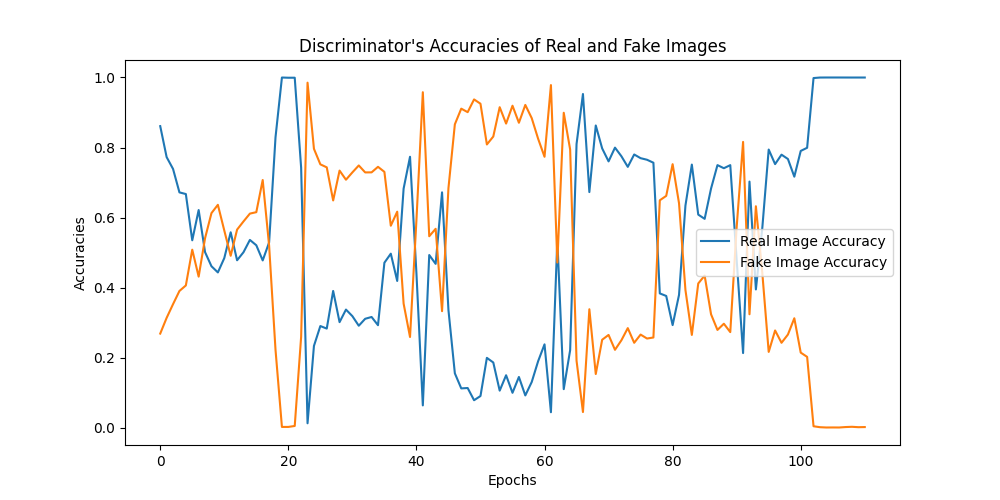 Discriminator's Accuracies of Real and Fake Images
Accuracies
1.0
0.8
0.6
0.4
0.2
0.0
Real Image Accuracy
Fake Image Accuracy
0 20 40 60 80 100
Epochs